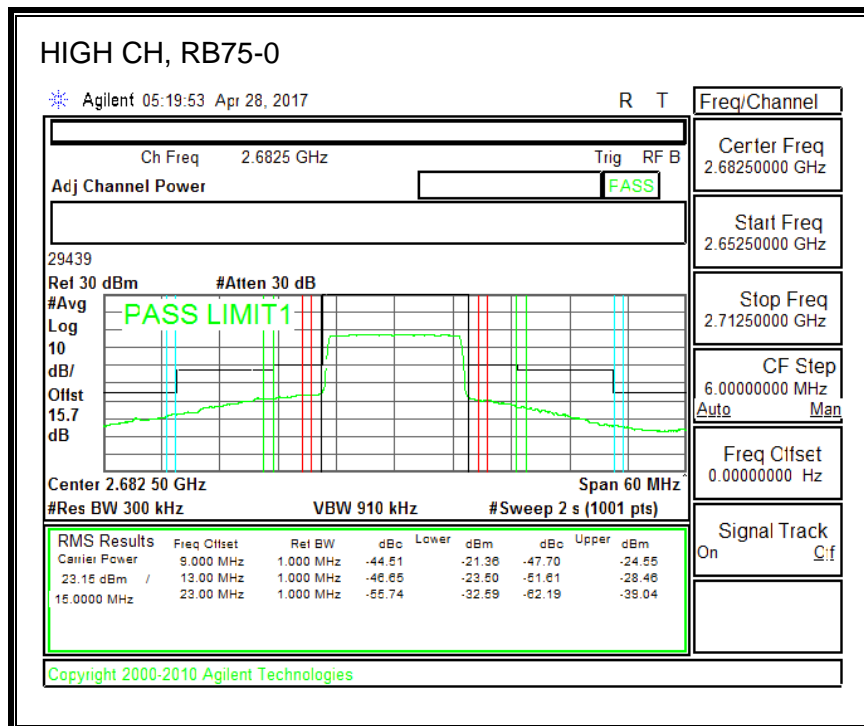 HIGH CH, RB75-0
Agilent 05:19:53 Apr 28, 2017 R T
Freq/Channel
Ch Freq 2.6825 GHz Trig RF B
Adj Channel Power PASS
Center Freq
2.68250000 GHz
Start Freq
2.65250000 GHz
29439
Ref 30 dBm #Atten 30 dB
#Avg
Log
10
dB/
Offst
15.7
dB
PASS LIMIT1
Stop Freq
2.71250000 GHz
CF Step
6.00000000 MHz
Auto Man
Freq Offset
0.00000000 Hz
Center 2.682 50 GHz Span 60 MHz^
#Res BW 300 kHz VBW 910 kHz #Sweep 2 s (1001 pts)
Signal Track
On Off
RMS Results Freq Offset Ref BW dBc Lower dBm dBc Upper dBm
Carrier Power 9.000 MHz 1.000 MHz -44.51 -21.36 -47.70 -24.55
23.15 dBm / 13.00 MHz 1.000 MHz -46.65 -23.50 -51.61 -28.46
15.0000 MHz 23.00 MHz 1.000 MHz -55.74 -32.59 -62.19 -39.04
Copyright 2000-2010 Agilent Technologies